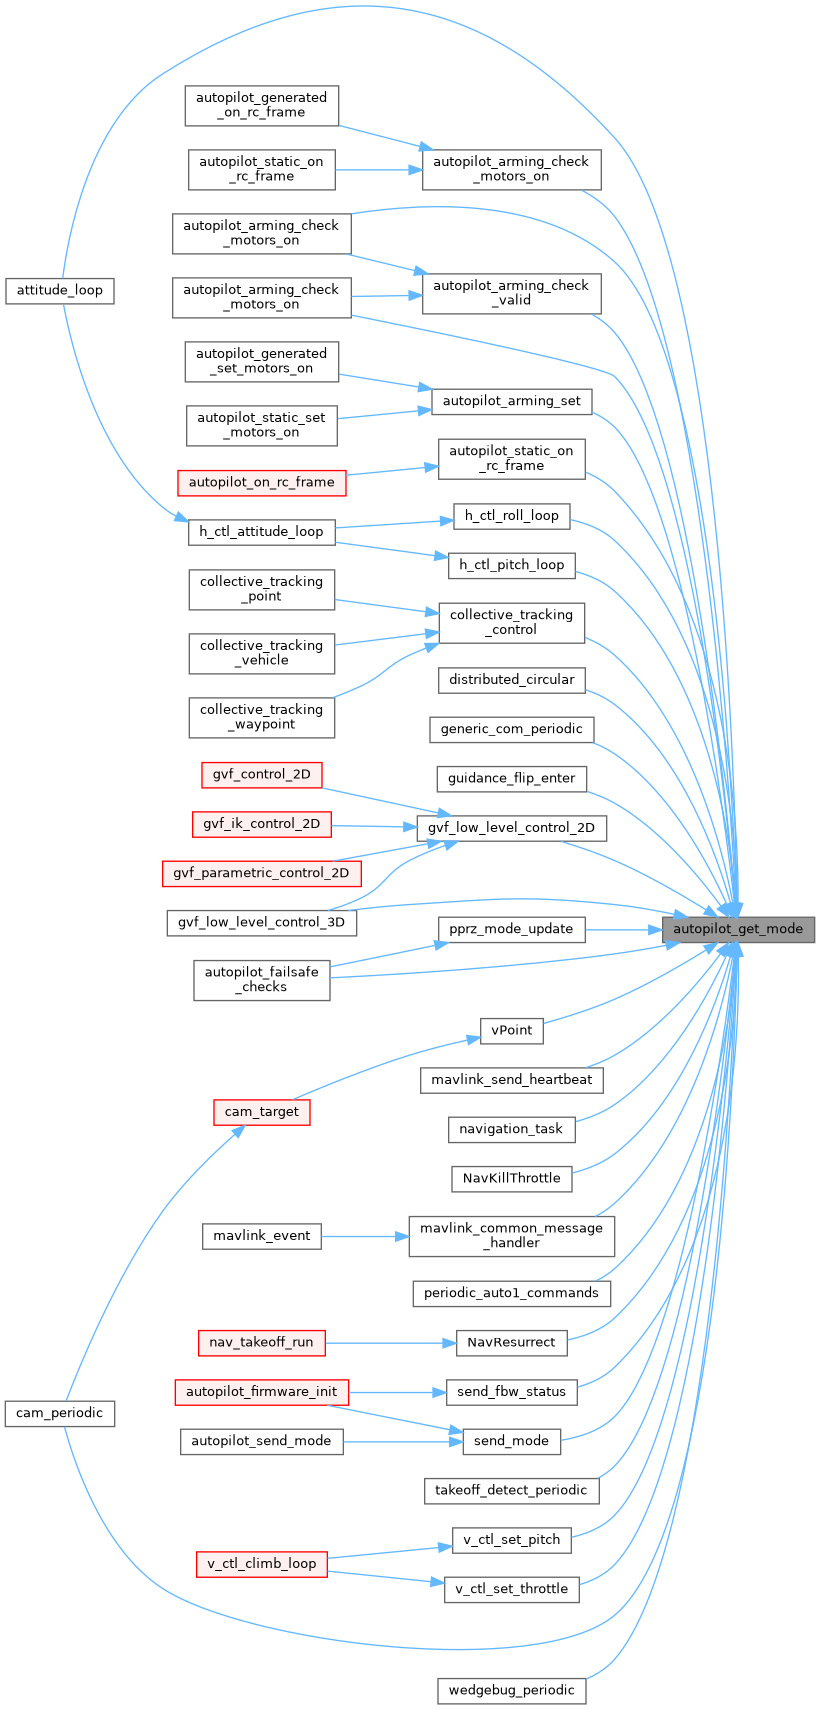 autopilot_generated
_on_rc_frame
autopilot_static_on
_rc_frame
autopilot_arming_check
_motors_on
autopilot_arming_check
_motors_on
attitude_loop
autopilot_arming_check
_motors_on
autopilot_arming_check
_valid
autopilot_generated
_set_motors_on
autopilot_static_set
_motors_on
autopilot_arming_set
autopilot_on_rc_frame
autopilot_static_on
_rc_frame
h_ctl_attitude_loop
h_ctl_roll_loop
h_ctl_pitch_loop
collective_tracking
_point
collective_tracking
_vehicle
collective_tracking
_waypoint
collective_tracking
_control
distributed_circular
generic_com_periodic
guidance_flip_enter
gvf_control_2D
gvf_ik_control_2D
gvf_parametric_control_2D
gvf_low_level_control_2D
gvf_low_level_control_3D
autopilot_failsafe
_checks
pprz_mode_update
autopilot_get_mode
vPoint
mavlink_send_heartbeat
cam_target
navigation_task
NavKillThrottle
mavlink_event
mavlink_common_message
_handler
periodic_auto1_commands
nav_takeoff_run
NavResurrect
autopilot_firmware_init
send_fbw_status
cam_periodic
autopilot_send_mode
send_mode
takeoff_detect_periodic
v_ctl_climb_loop
v_ctl_set_pitch
v_ctl_set_throttle
wedgebug_periodic